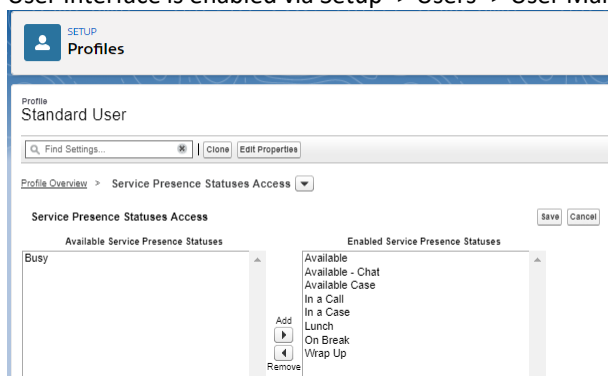 User Interface is enabled via Setup -> Users -> User Ma
SETUP
Profiles
Profile
Standard User
Find Settings...
Clone
Edit Properties
Profile Overview > Service Presence Statuses Access
Service Presence Statuses Access
Save
Cancel
Available Service Presence Statuses
Busy
Add
Remove
Enabled Service Presence Statuses
Available
Available - Chat
Available Case
In a Call
In a Case
Lunch
On Break
Wrap Up